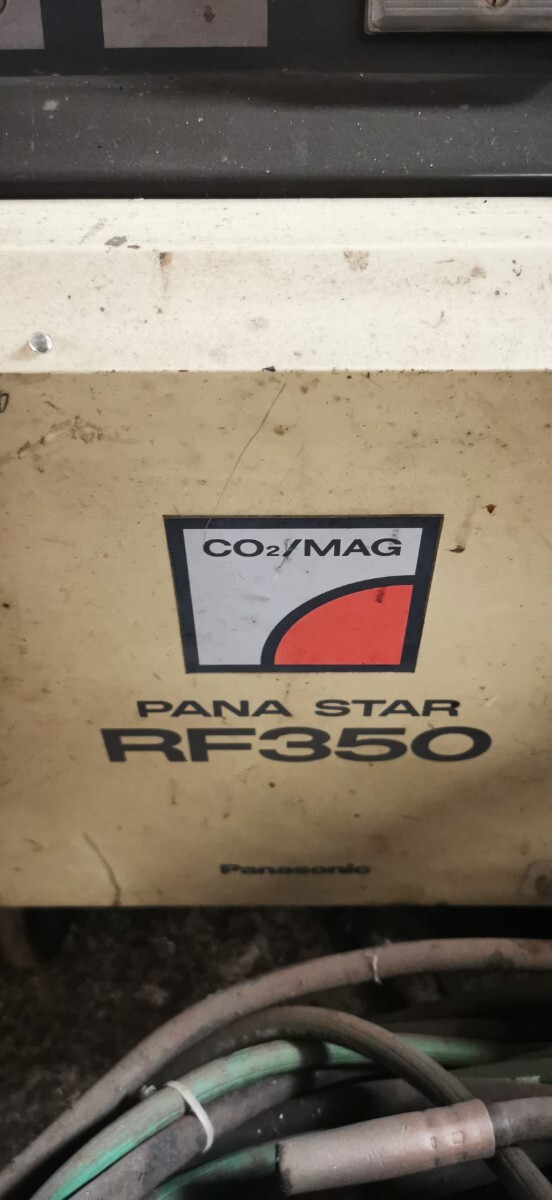 CO₂/MAG
PANA STAR
RF350
Panasonic